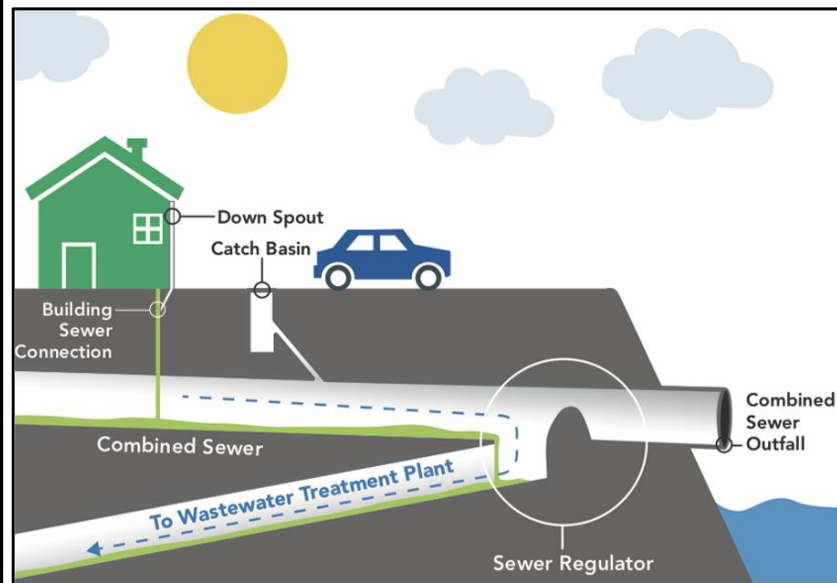 Down Spout
Catch Basin
Building
Sewer
Connection
Combined
Sewer
Outfall
Combined Sewer
To Wastewater Treatment Plant
Sewer Regulator